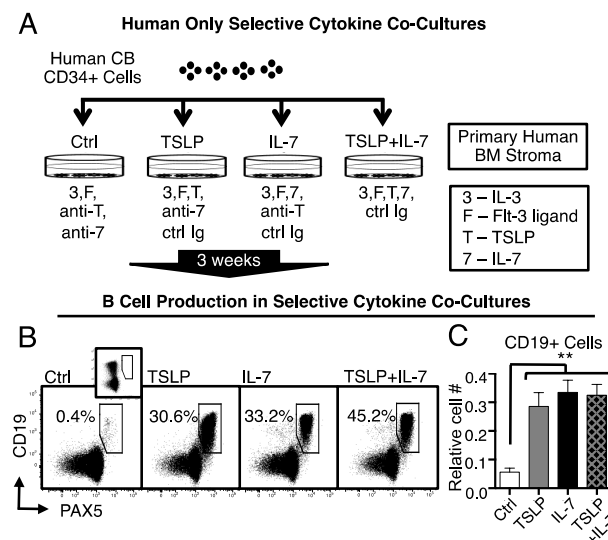 A
Human Only Selective Cytokine Co-Cultures
Human CB
CD34+ Cells
Ctrl
TSLP
IL-7
TSLP+IL-7
3,F,
anti-T,
anti-7
3,F,T,
anti-7
ctrl Ig
3,F,7,
anti-T
ctrl Ig
3,F,T,7,
ctrl Ig
Primary Human
BM Stroma
3 – IL-3
F – Flt-3 ligand
T – TSLP
7 – IL-7
3 weeks
B Cell Production in Selective Cytokine Co-Cultures
B
Ctrl
TSLP
IL-7
TSLP+IL-7
0.4%
30.6%
33.2%
45.2%
CD19
PAX5
C
CD19+ Cells
**
Relative cell #
0.4
0.3
0.2
0.1
0.0
Ctrl
TSLP
IL-7
TSLP